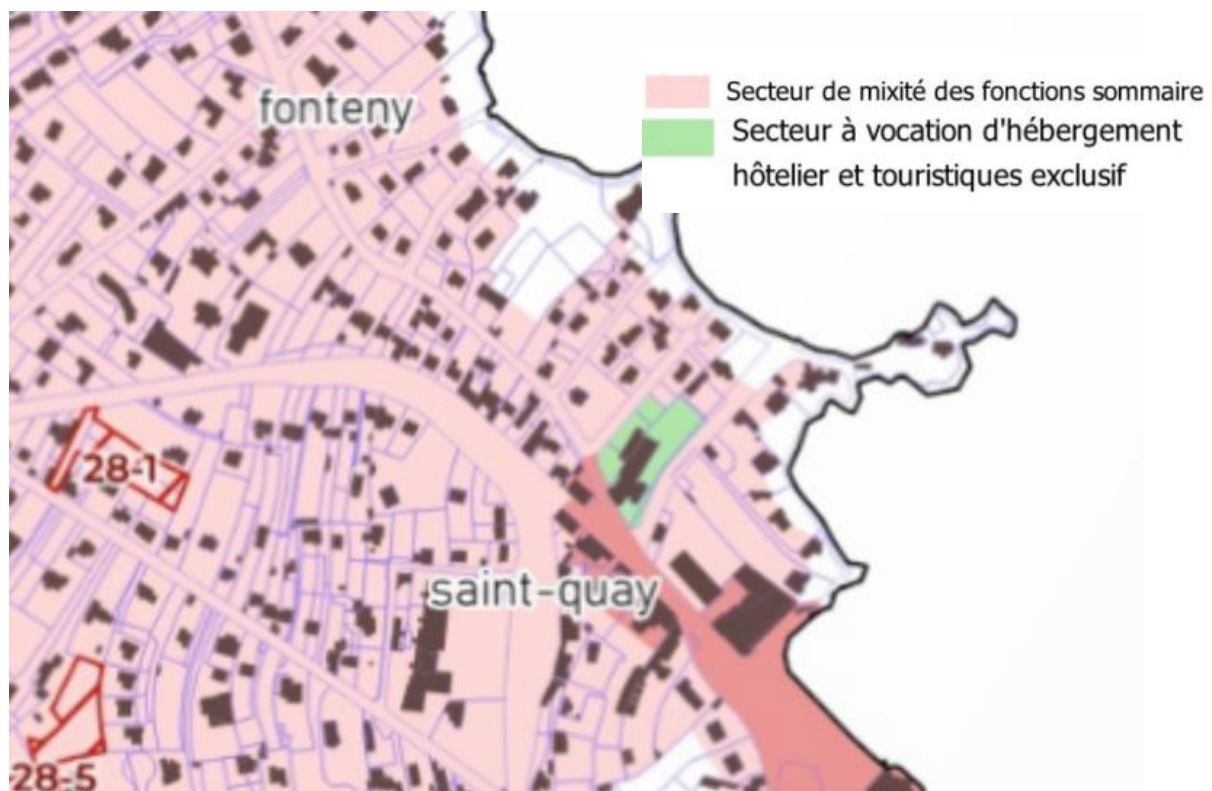 fonteny
Secteur de mixité des fonctions sommaire
Secteur à vocation d'hébergement
hôtelier et touristiques exclusif
28-1
saint-quay
28-5